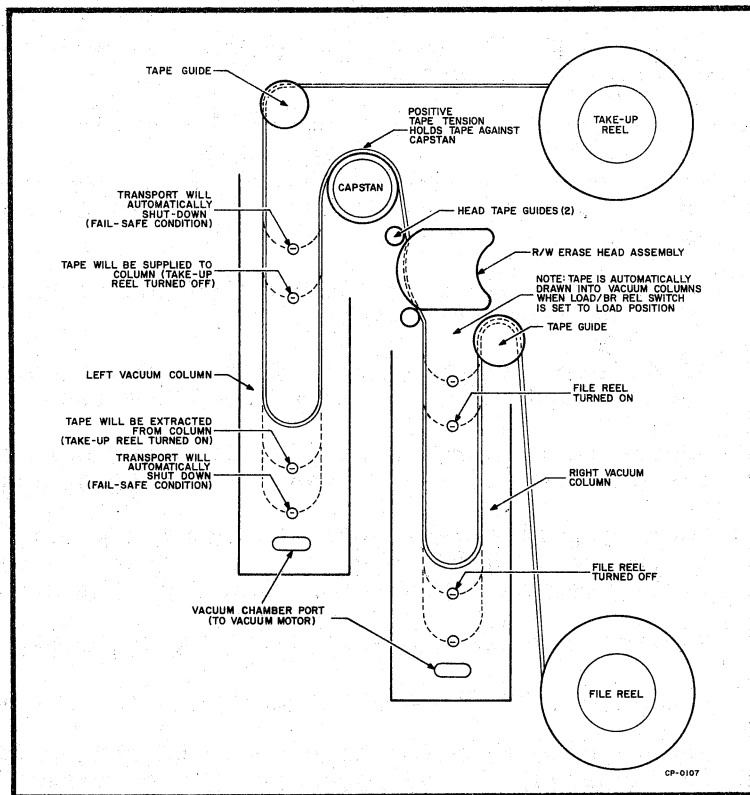 TAPE GUIDE
TAKE-UP
REEL
POSITIVE
TAPE TENSION
HOLDS TAPE AGAINST
CAPSTAN
CAPSTAN
TRANSPORT WILL
AUTOMATICALLY
SHUT-DOWN
(FAIL-SAFE CONDITION)
HEAD TAPE GUIDES (2)
R/W ERASE HEAD ASSEMBLY
TAPE WILL BE SUPPLIED TO
COLUMN (TAKE-UP
REEL TURNED OFF)
NOTE: TAPE IS AUTOMATICALLY
DRAWN INTO VACUUM COLUMNS
WHEN LOAD/BR REL SWITCH
IS SET TO LOAD POSITION
TAPE GUIDE
LEFT VACUUM COLUMN
FILE REEL
TURNED ON
TAPE WILL BE EXTRACTED
FROM COLUMN
(TAKE-UP REEL TURNED ON)
TRANSPORT WILL
AUTOMATICALLY
SHUT DOWN
(FAIL-SAFE CONDITION)
RIGHT VACUUM
COLUMN
FILE REEL
TURNED OFF
VACUUM CHAMBER PORT
(TO VACUUM MOTOR)
FILE REEL
CP-0107